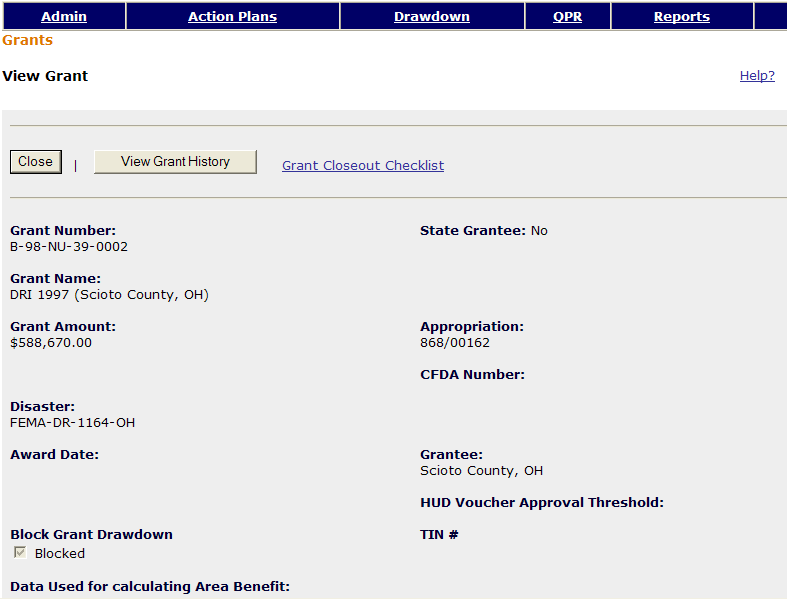 Admin Action Plans Drawdown QPR Reports
Grants
View Grant Help?
Close | View Grant History Grant Closeout Checklist
Grant Number: State Grantee: No
B-98-NU-39-0002
Grant Name:
DRI 1997 (Scioto County, OH)
Grant Amount: Appropriation:
$588,670.00 868/00162
CFDA Number:
Disaster:
FEMA-DR-1164-OH
Award Date: Grantee:
Scioto County, OH
HUD Voucher Approval Threshold:
Block Grant Drawdown TIN #
Blocked
Data Used for calculating Area Benefit: